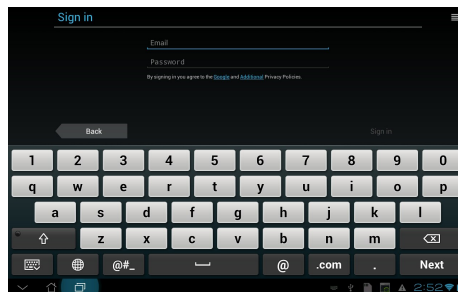 Sign in
Email
Password
By signing in you agree to the Google and Additional Privacy Policies.
Back
Sign in
1 2 3 4 5 6 7 8 9 0
q w e r t y u i o p
a s d f g h j k l
z x c v b n m
@#_ @ .com . Next
2:52